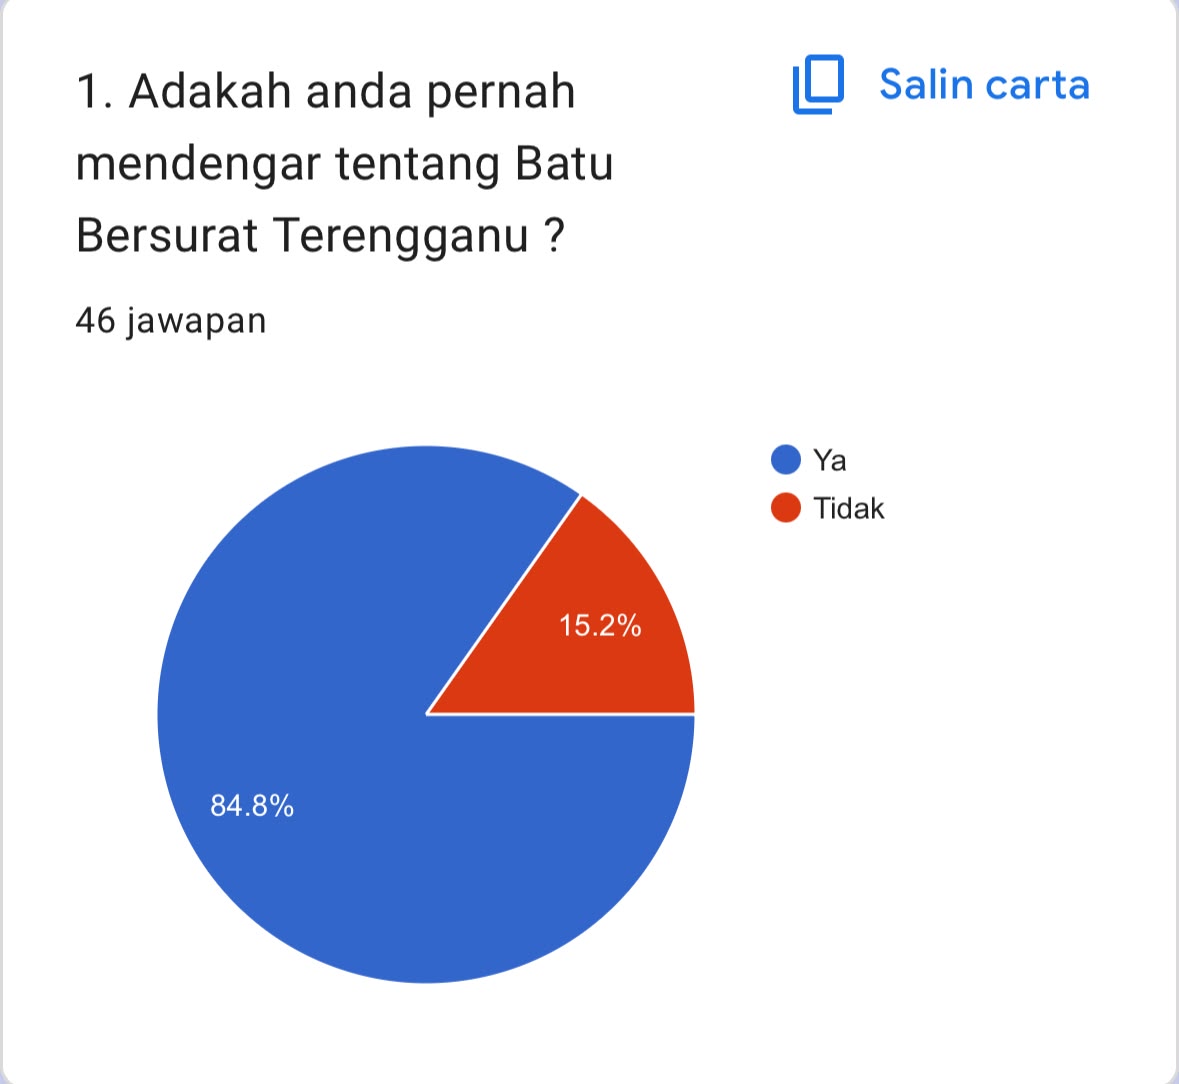 1. Adakah anda pernah
mendengar tentang Batu
Bersurat Terengganu ?
Salin carta
46 jawapan
Ya
Tidak
15.2%
84.8%